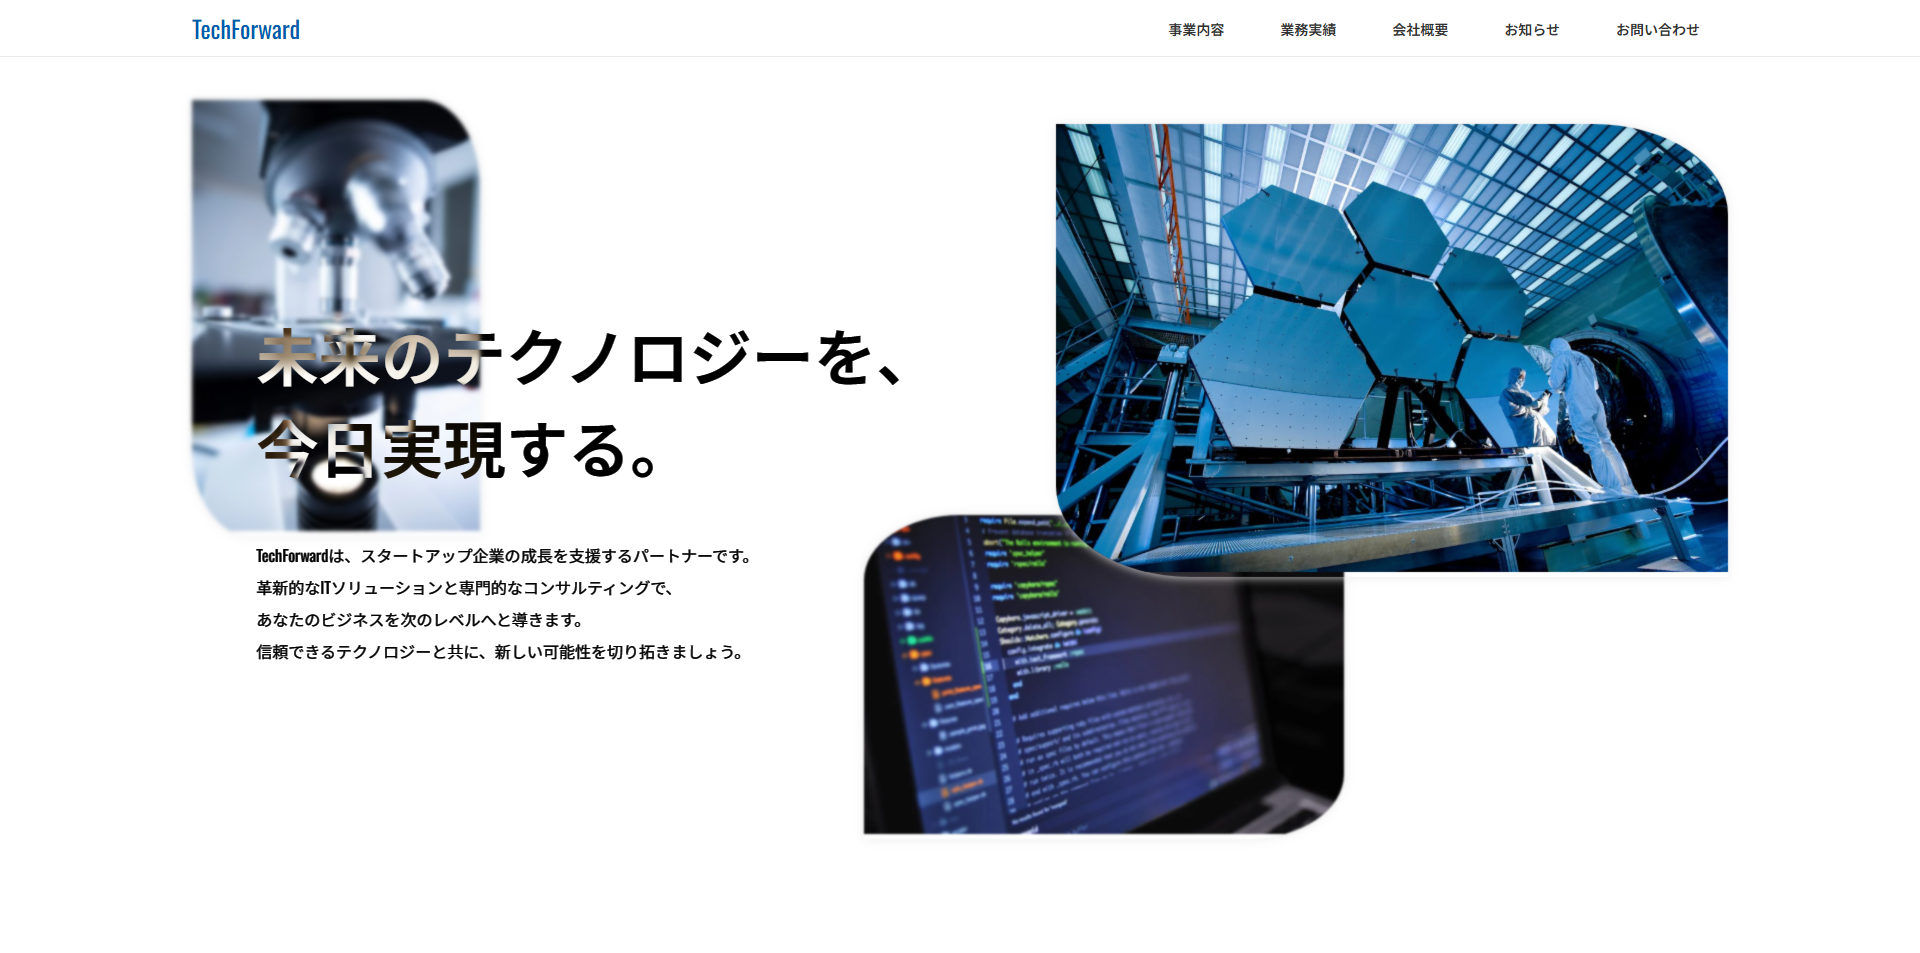 TechForward
事業内容
業務実績
会社概要
お知らせ
お問い合わせ
未来のテクノロジーを、
今日実現する。
TechForwardは、スタートアップ企業の成長を支援するパートナーです。
革新的なITソリューションと専門的なコンサルティングで、
あなたのビジネスを次のレベルへと導きます。
信頼できるテクノロジーと共に、新しい可能性を切り拓きましょう。